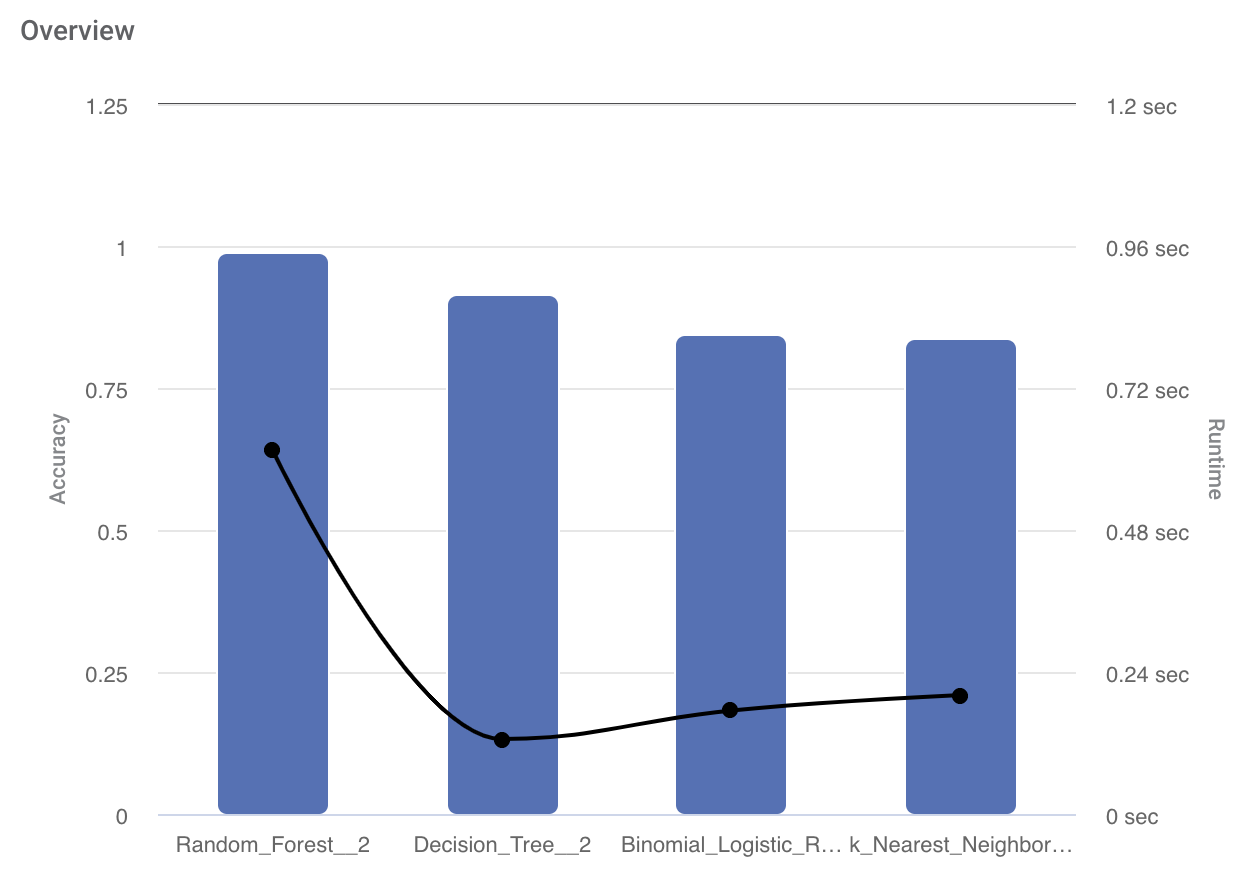 Overview
1.25
1.2 sec
1
0.96 sec
0.75
0.72 sec
Accuracy
Runtime
0.5
0.48 sec
0.25
0.24 sec
0
0 sec
Random_Forest__2
Decision_Tree__2
Binomial_Logistic_R…
k_Nearest_Neighbor…